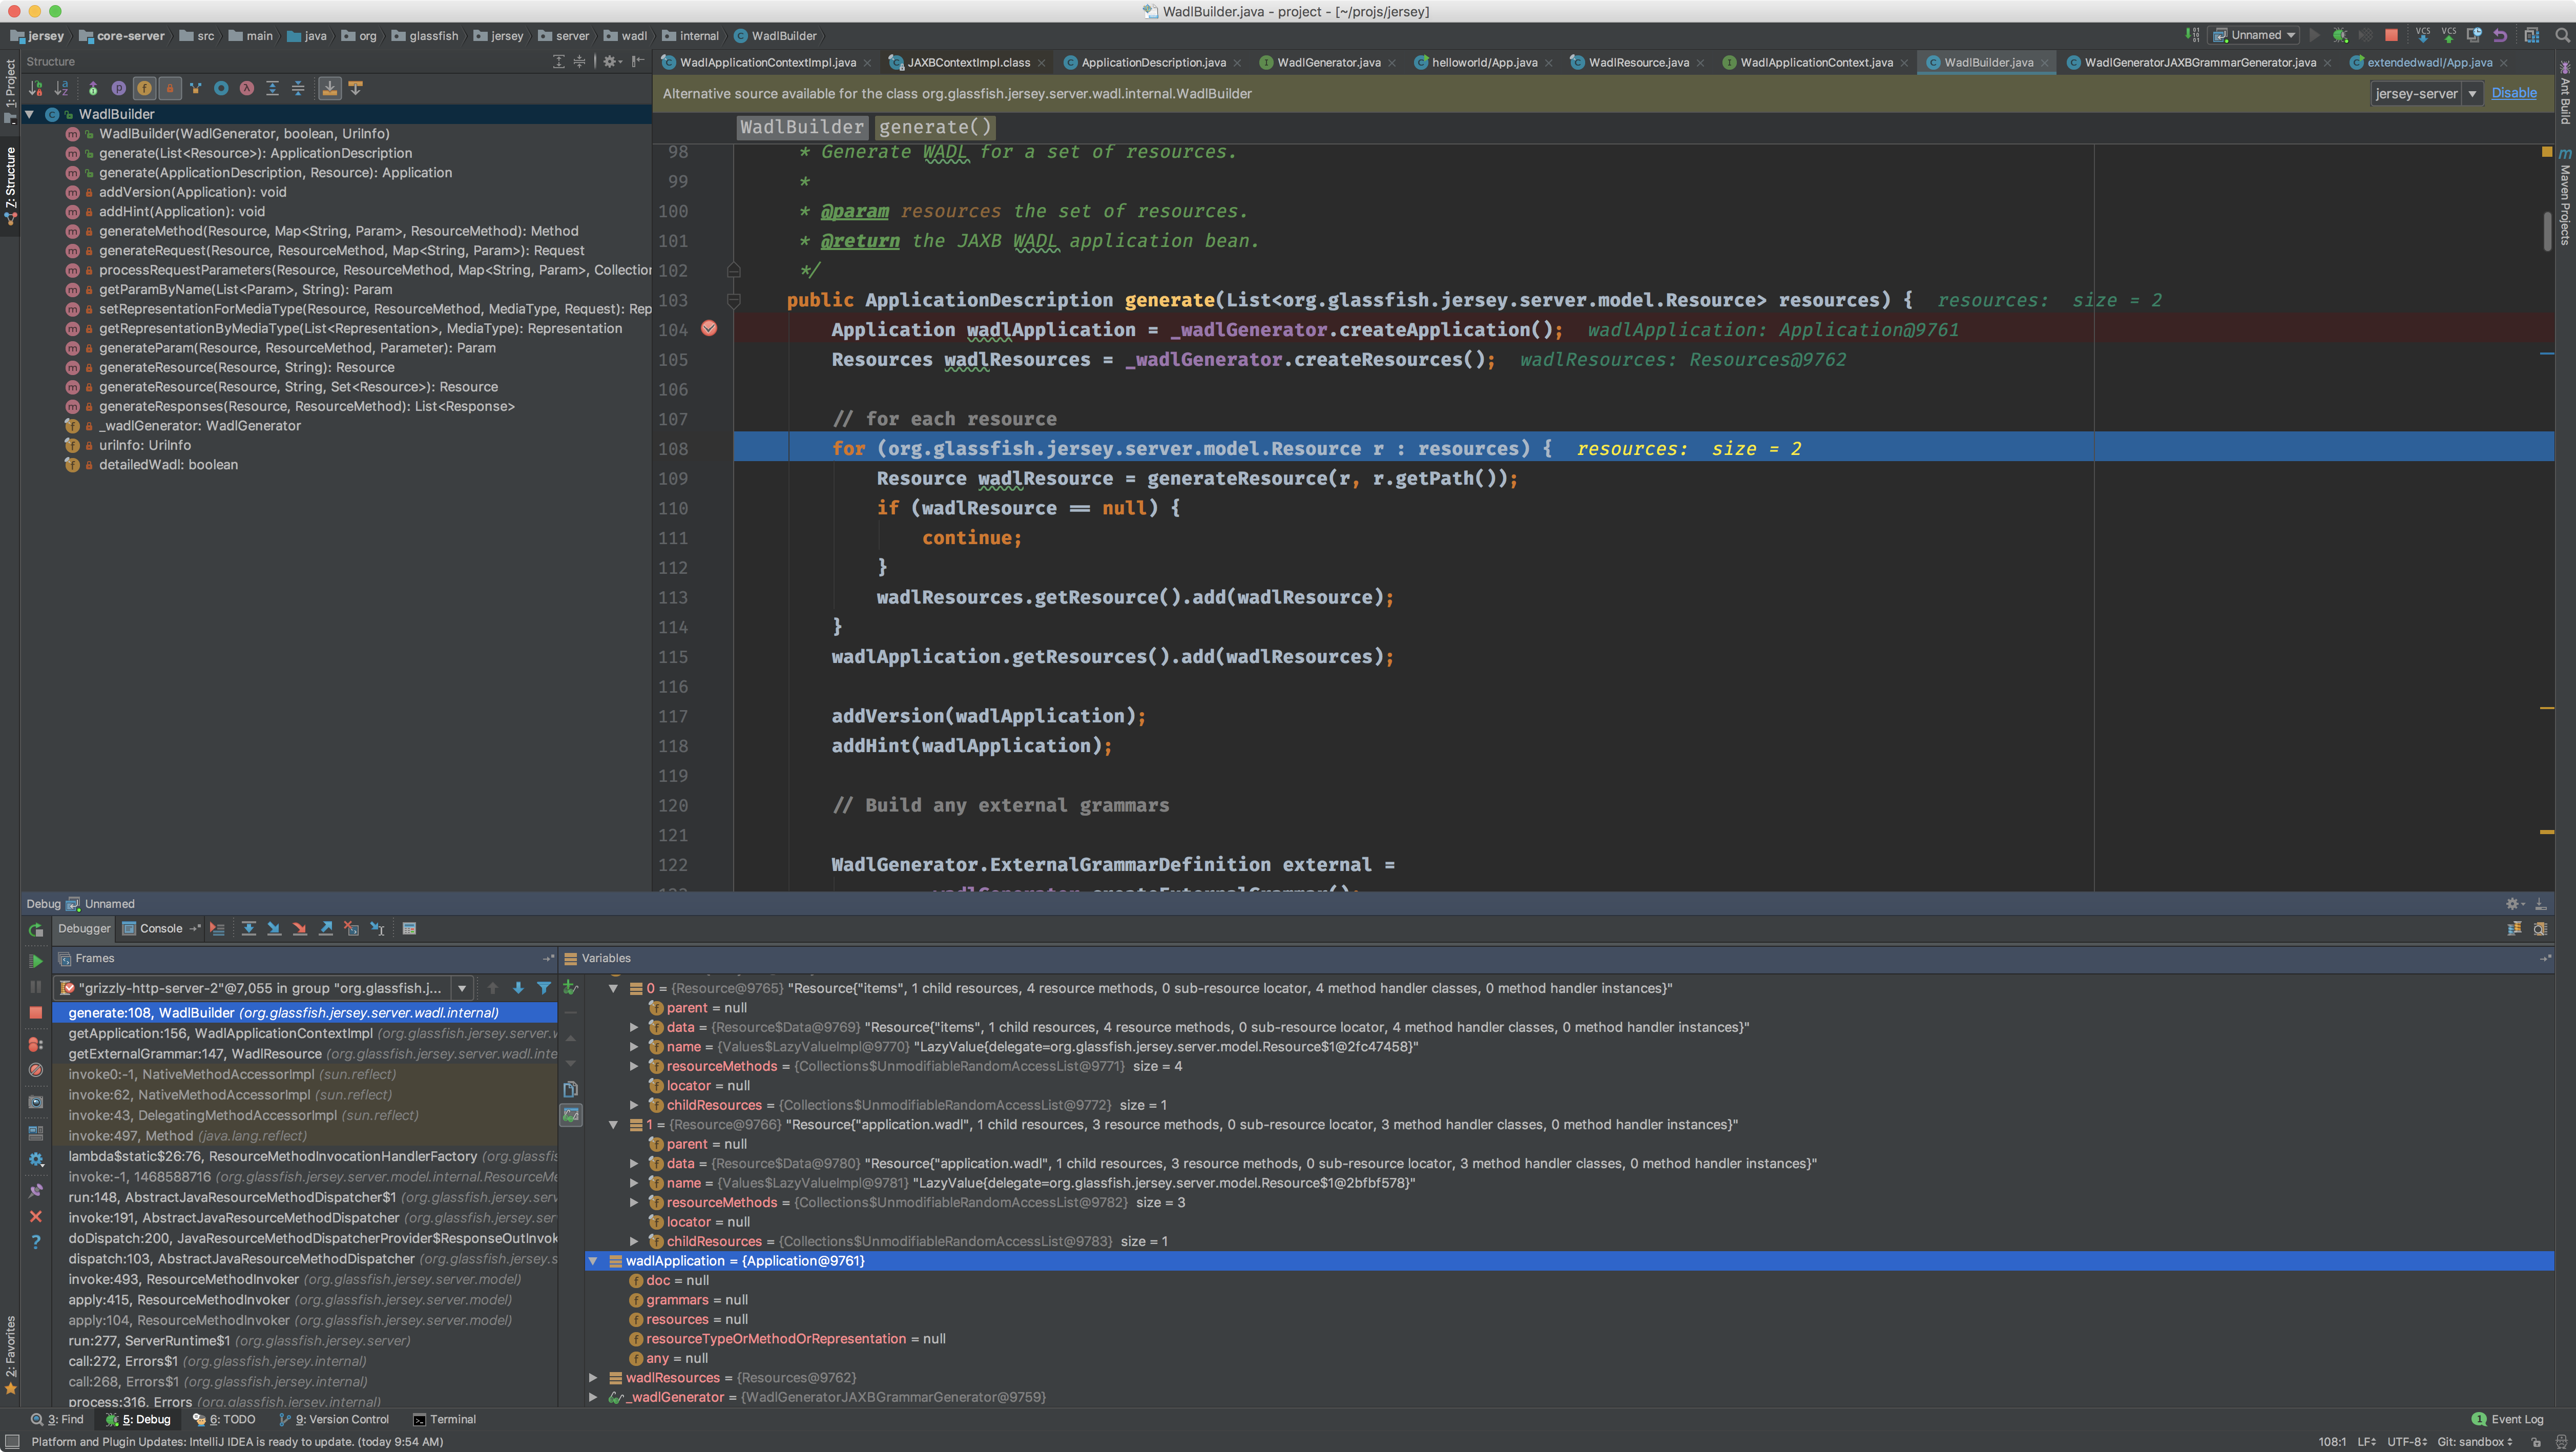 WadlBuilder.java - project - [~/projs/jersey]
jersey core-server src main java org glassfish jersey server wadl internal WadlBuilder
Unnamed
VCS VCS
Structure
WadlApplicationContextImpl.java JAXBContextImpl.class ApplicationDescription.java WadlGenerator.java helloworld/App.java WadlResource.java WadlApplicationContext.java WadlBuilder.java WadlGeneratorJAXBGrammarGenerator.java extendedwadl/App.java
1: Project
Z: Structure
2: Favorites
Ant Build
Maven Projects
Alternative source available for the class org.glassfish.jersey.server.wadl.internal.WadlBuilder
jersey-server Disable
WadlBuilder generate()
WadlBuilder
WadlBuilder(WadlGenerator, boolean, UriInfo)
generate(List<Resource>): ApplicationDescription
generate(ApplicationDescription, Resource): Application
addVersion(Application): void
addHint(Application): void
generateMethod(Resource, Map<String, Param>, ResourceMethod): Method
generateRequest(Resource, ResourceMethod, Map<String, Param>): Request
processRequestParameters(Resource, ResourceMethod, Map<String, Param>, Collection
getParamByName(List<Param>, String): Param
setRepresentationForMediaType(Resource, ResourceMethod, MediaType, Request): Rep
getRepresentationByMediaType(List<Representation>, MediaType): Representation
generateParam(Resource, ResourceMethod, Parameter): Param
generateResource(Resource, String): Resource
generateResource(Resource, String, Set<Resource>): Resource
generateResponses(Resource, ResourceMethod): List<Response>
_wadlGenerator: WadlGenerator
uriInfo: UriInfo
detailedWadl: boolean
98 * Generate WADL for a set of resources.
99 *
100 * @param resources the set of resources.
101 * @return the JAXB WADL application bean.
102 */
103 public ApplicationDescription generate(List<org.glassfish.jersey.server.model.Resource> resources) { resources: size = 2
104 Application wadlApplication = _wadlGenerator.createApplication(); wadlApplication: Application@9761
105 Resources wadlResources = _wadlGenerator.createResources(); wadlResources: Resources@9762
106
107 // for each resource
108 for (org.glassfish.jersey.server.model.Resource r : resources) { resources: size = 2
109 Resource wadlResource = generateResource(r, r.getPath());
110 if (wadlResource == null) {
111 continue;
112 }
113 wadlResources.getResource().add(wadlResource);
114 }
115 wadlApplication.getResources().add(wadlResources);
116
117 addVersion(wadlApplication);
118 addHint(wadlApplication);
119
120 // Build any external grammars
121
122 WadlGenerator.ExternalGrammarDefinition external =
Debug Unnamed
Debugger Console
Frames
"grizzly-http-server-2"@7,055 in group "org.glassfish.j...
generate:108, WadlBuilder (org.glassfish.jersey.server.wadl.internal)
getApplication:156, WadlApplicationContextImpl (org.glassfish.jersey.server.w
getExternalGrammar:147, WadlResource (org.glassfish.jersey.server.wadl.inte
invoke0:-1, NativeMethodAccessorImpl (sun.reflect)
invoke:62, NativeMethodAccessorImpl (sun.reflect)
invoke:43, DelegatingMethodAccessorImpl (sun.reflect)
invoke:497, Method (java.lang.reflect)
lambda$static$26:76, ResourceMethodInvocationHandlerFactory (org.glassfis
invoke:-1, 1468588716 (org.glassfish.jersey.server.model.internal.ResourceMe
run:148, AbstractJavaResourceMethodDispatcher$1 (org.glassfish.jersey.serv
invoke:191, AbstractJavaResourceMethodDispatcher (org.glassfish.jersey.ser
doDispatch:200, JavaResourceMethodDispatcherProvider$ResponseOutInvok
dispatch:103, AbstractJavaResourceMethodDispatcher (org.glassfish.jersey.s
invoke:493, ResourceMethodInvoker (org.glassfish.jersey.server.model)
apply:415, ResourceMethodInvoker (org.glassfish.jersey.server.model)
apply:104, ResourceMethodInvoker (org.glassfish.jersey.server.model)
run:277, ServerRuntime$1 (org.glassfish.jersey.server)
call:272, Errors$1 (org.glassfish.jersey.internal)
call:268, Errors$1 (org.glassfish.jersey.internal)
process:316, Errors (org.glassfish.jersey.internal)
Variables
0 = {Resource@9765} "Resource{"items", 1 child resources, 4 resource methods, 0 sub-resource locator, 4 method handler classes, 0 method handler instances}"
parent = null
data = {Resource$Data@9769} "Resource{"items", 1 child resources, 4 resource methods, 0 sub-resource locator, 4 method handler classes, 0 method handler instances}"
name = {Values$LazyValueImpl@9770} "LazyValue{delegate=org.glassfish.jersey.server.model.Resource$1@2fc47458}"
resourceMethods = {Collections$UnmodifiableRandomAccessList@9771} size = 4
locator = null
childResources = {Collections$UnmodifiableRandomAccessList@9772} size = 1
1 = {Resource@9766} "Resource{"application.wadl", 1 child resources, 3 resource methods, 0 sub-resource locator, 3 method handler classes, 0 method handler instances}"
parent = null
data = {Resource$Data@9780} "Resource{"application.wadl", 1 child resources, 3 resource methods, 0 sub-resource locator, 3 method handler classes, 0 method handler instances}"
name = {Values$LazyValueImpl@9781} "LazyValue{delegate=org.glassfish.jersey.server.model.Resource$1@2bfbf578}"
resourceMethods = {Collections$UnmodifiableRandomAccessList@9782} size = 3
locator = null
childResources = {Collections$UnmodifiableRandomAccessList@9783} size = 1
wadlApplication = {Application@9761}
doc = null
grammars = null
resources = null
resourceTypeOrMethodOrRepresentation = null
any = null
wadlResources = {Resources@9762}
_wadlGenerator = {WadlGeneratorJAXBGrammarGenerator@9759}
3: Find 5: Debug 6: TODO 9: Version Control Terminal 1 Event Log
Platform and Plugin Updates: IntelliJ IDEA is ready to update. (today 9:54 AM) 108:1 LF UTF-8 Git: sandbox